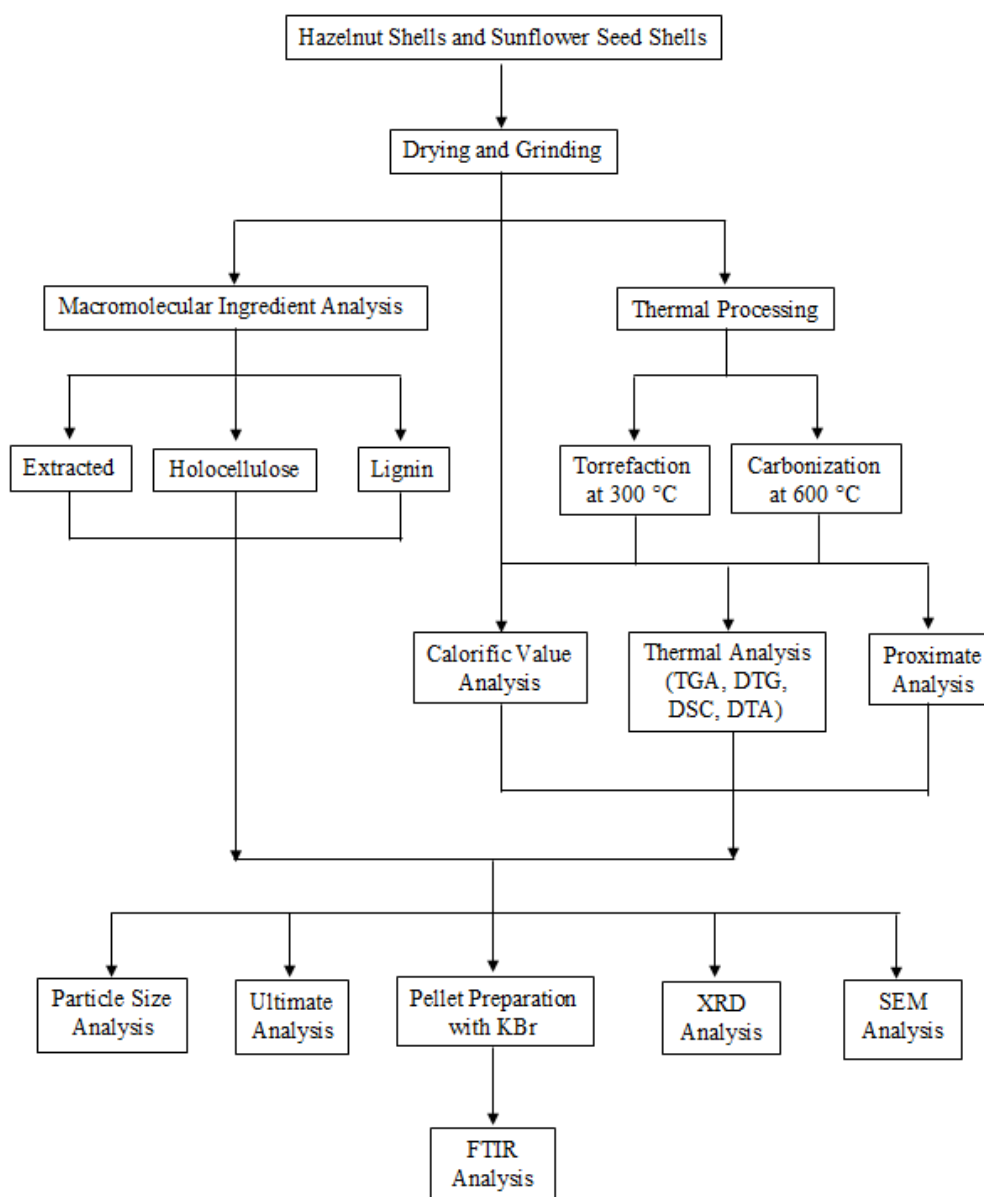 Hazelnut Shells and Sunflower Seed Shells
Drying and Grinding
Macromolecular Ingredient Analysis
Thermal Processing
Extracted
Holocellulose
Lignin
Torrefaction
at 300 °C
Carbonization
at 600 °C
Calorific Value
Analysis
Thermal Analysis
(TGA, DTG,
DSC, DTA)
Proximate
Analysis
Particle Size
Analysis
Ultimate
Analysis
Pellet Preparation
with KBr
XRD
Analysis
SEM
Analysis
FTIR
Analysis